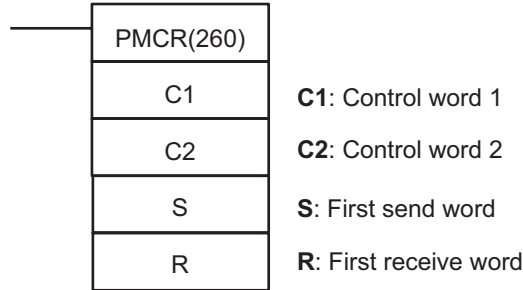 PMCR(260)
C1 C1: Control word 1
C2 C2: Control word 2
S S: First send word
R R: First receive word